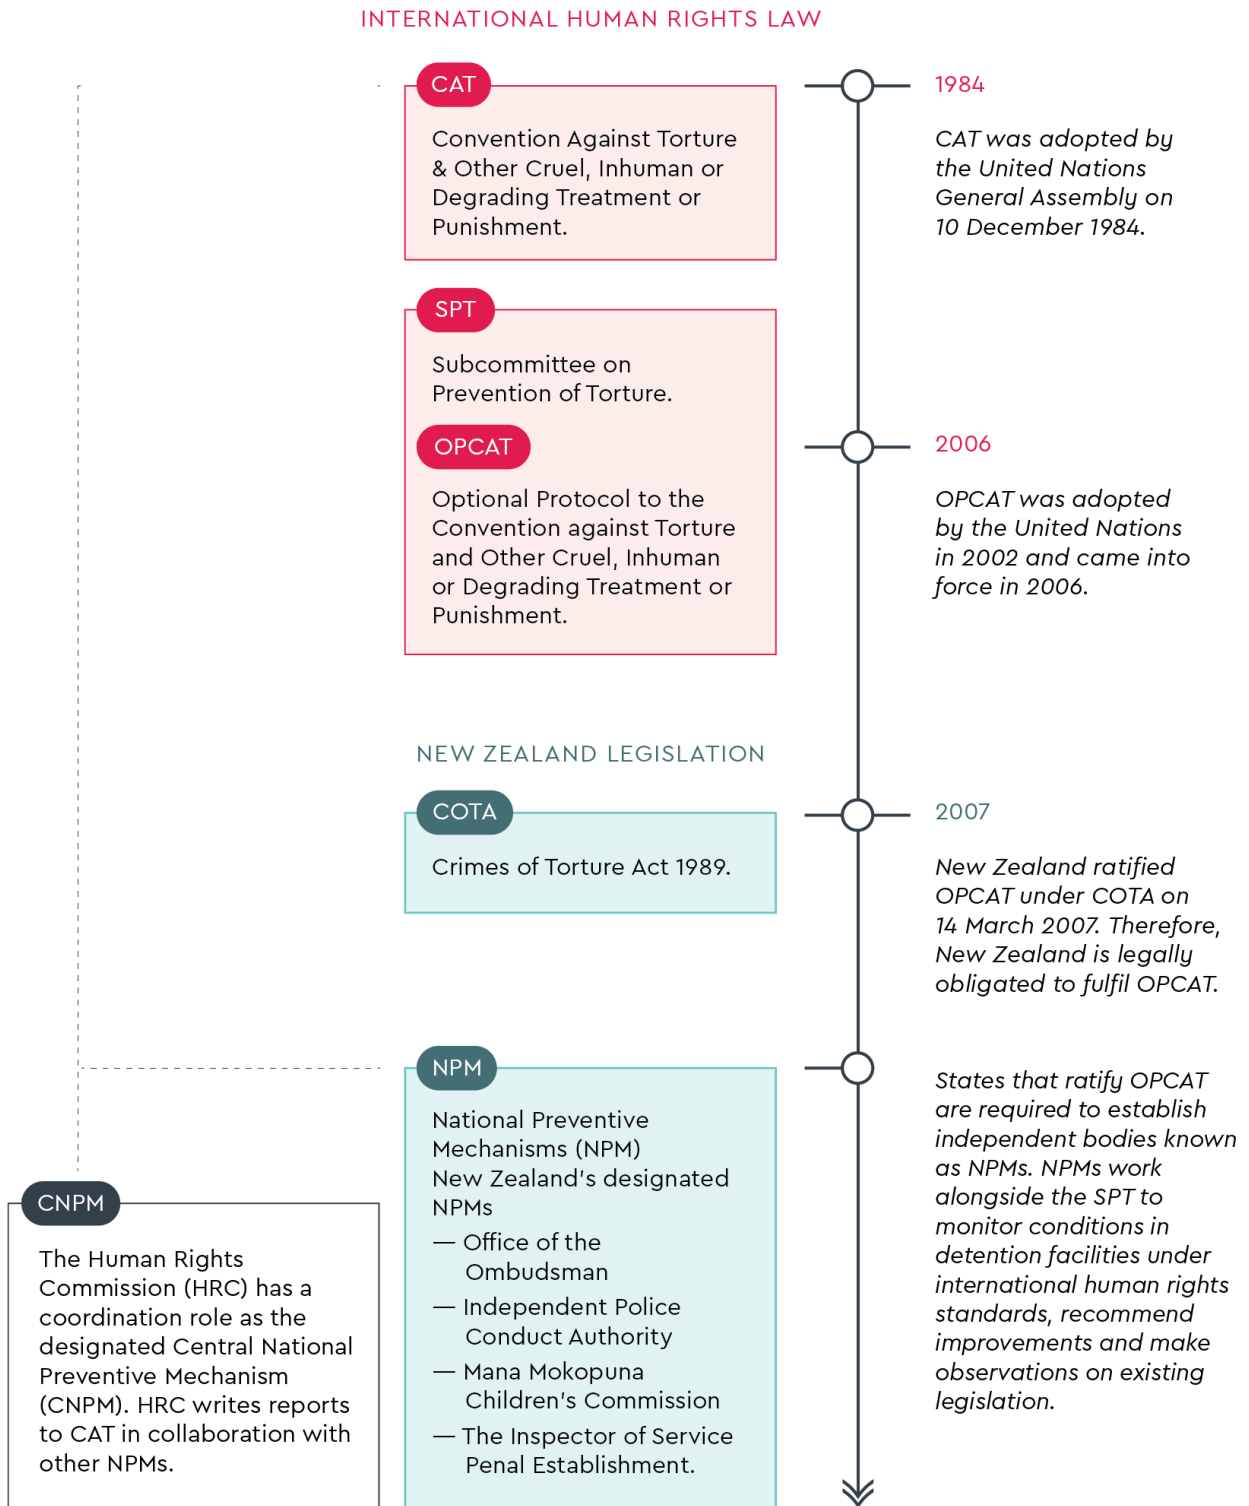 INTERNATIONAL HUMAN RIGHTS LAW
CAT
Convention Against Torture
& Other Cruel, Inhuman or
Degrading Treatment or
Punishment.
1984
CAT was adopted by
the United Nations
General Assembly on
10 December 1984.
SPT
Subcommittee on
Prevention of Torture.
OPCAT
Optional Protocol to the
Convention against Torture
and Other Cruel, Inhuman
or Degrading Treatment or
Punishment.
2006
OPCAT was adopted
by the United Nations
in 2002 and came into
force in 2006.
NEW ZEALAND LEGISLATION
COTA
Crimes of Torture Act 1989.
2007
New Zealand ratified
OPCAT under COTA on
14 March 2007. Therefore,
New Zealand is legally
obligated to fulfil OPCAT.
NPM
National Preventive
Mechanisms (NPM)
New Zealand's designated
NPMs
— Office of the
Ombudsman
— Independent Police
Conduct Authority
— Mana Mokopuna
Children's Commission
— The Inspector of Service
Penal Establishment.
States that ratify OPCAT
are required to establish
independent bodies known
as NPMs. NPMs work
alongside the SPT to
monitor conditions in
detention facilities under
international human rights
standards, recommend
improvements and make
observations on existing
legislation.
CNPM
The Human Rights
Commission (HRC) has a
coordination role as the
designated Central National
Preventive Mechanism
(CNPM). HRC writes reports
to CAT in collaboration with
other NPMs.